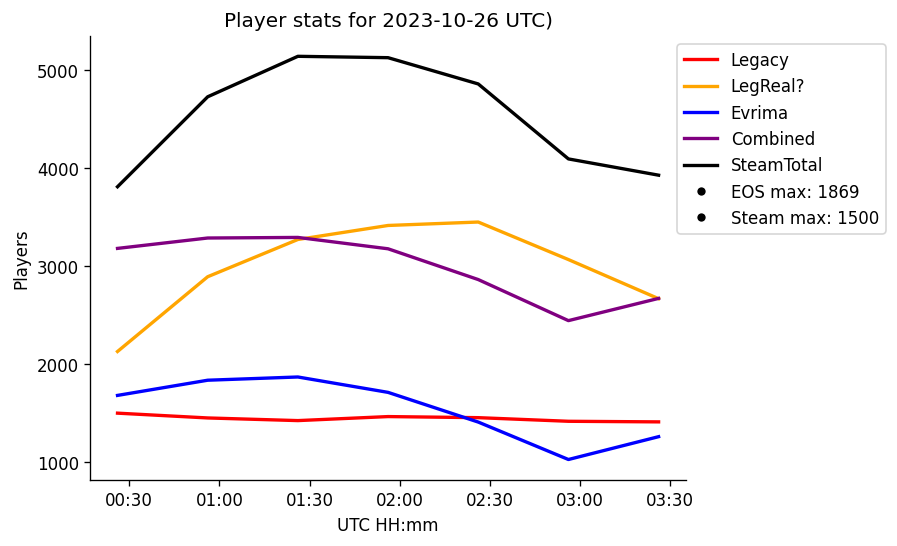 Player stats for 2023-10-26 UTC)
Legacy
LegReal?
Evrima
Combined
SteamTotal
EOS max: 1869
Steam max: 1500
Players
5000
4000
3000
2000
1000
00:30 01:00 01:30 02:00 02:30 03:00 03:30
UTC HH:mm